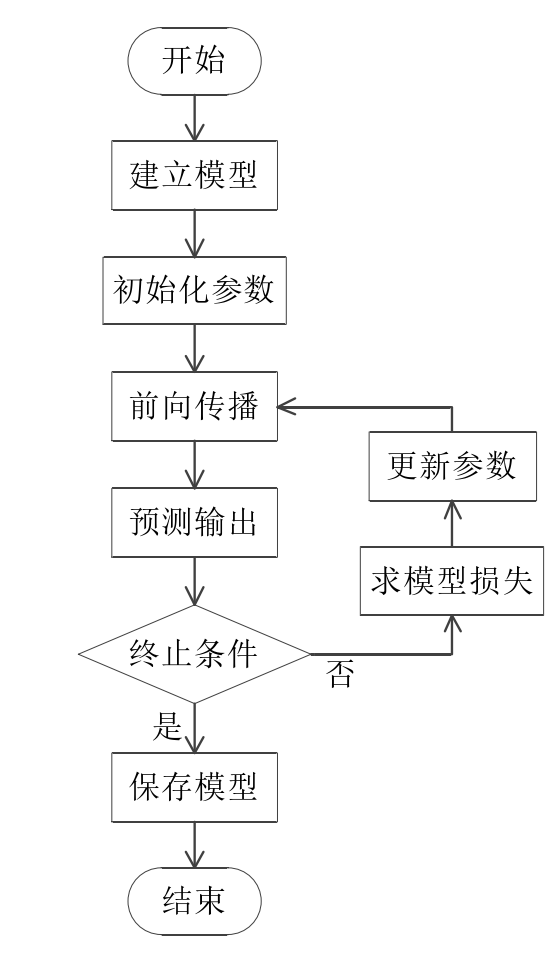 开始
建立模型
初始化参数
前向传播
更新参数
预测输出
求模型损失
终止条件
否
是
保存模型
结束